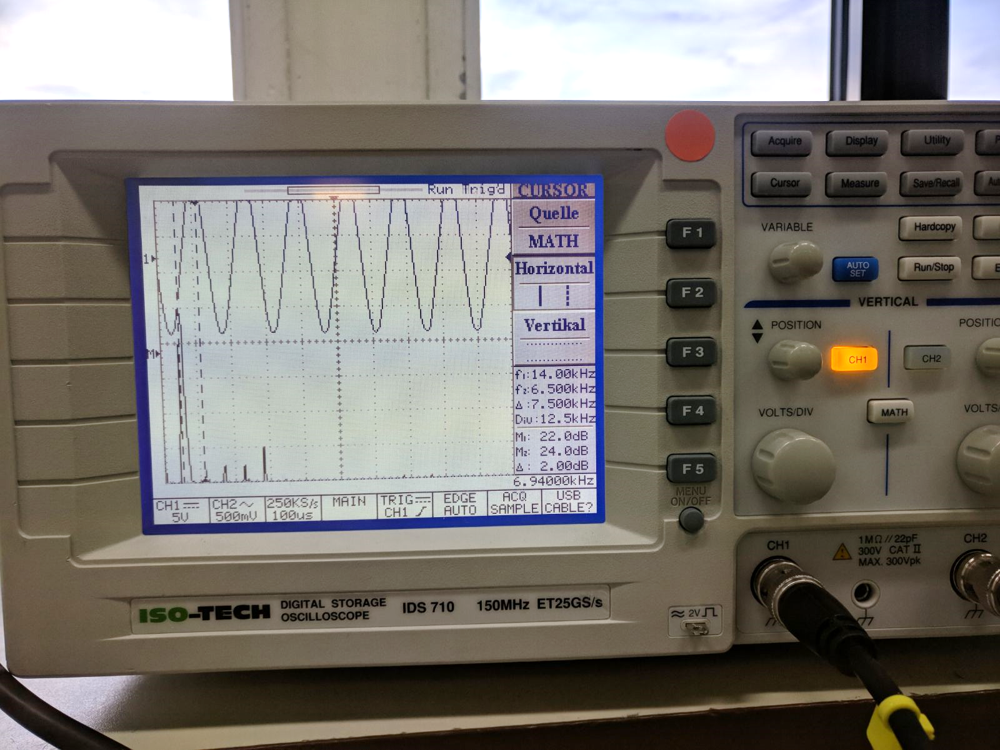 Run Trig'd
CURSOR
Quelle
MATH
Horizontal
Vertikal
1
M
f₁:14.00kHz
f₂:6.500kHz
Δ:7.500kHz
Div:12.5kHz
M₁: 22.0dB
M₂: 24.0dB
Δ: 2.00dB
6.94000kHz
CH1 CH2 250KS/s MAIN TRIG EDGE ACQ USB
5V 500mV 100us CH1 AUTO SAMPLE CABLE?
F 1
F 2
F 3
F 4
F 5
MENU
ON/OFF
Acquire Display Utility
Cursor Measure Save/Recall
VARIABLE
Hardcopy
AUTO
SET
Run/Stop
VERTICAL
POSITION
CH1 CH2
VOLTS/DIV
MATH
CH1
1MΩ//22pF
300V CAT II
MAX. 300Vpk
CH2
≈ 2V
ISO-TECH
DIGITAL STORAGE
OSCILLOSCOPE
IDS 710
150MHz ET25GS/s